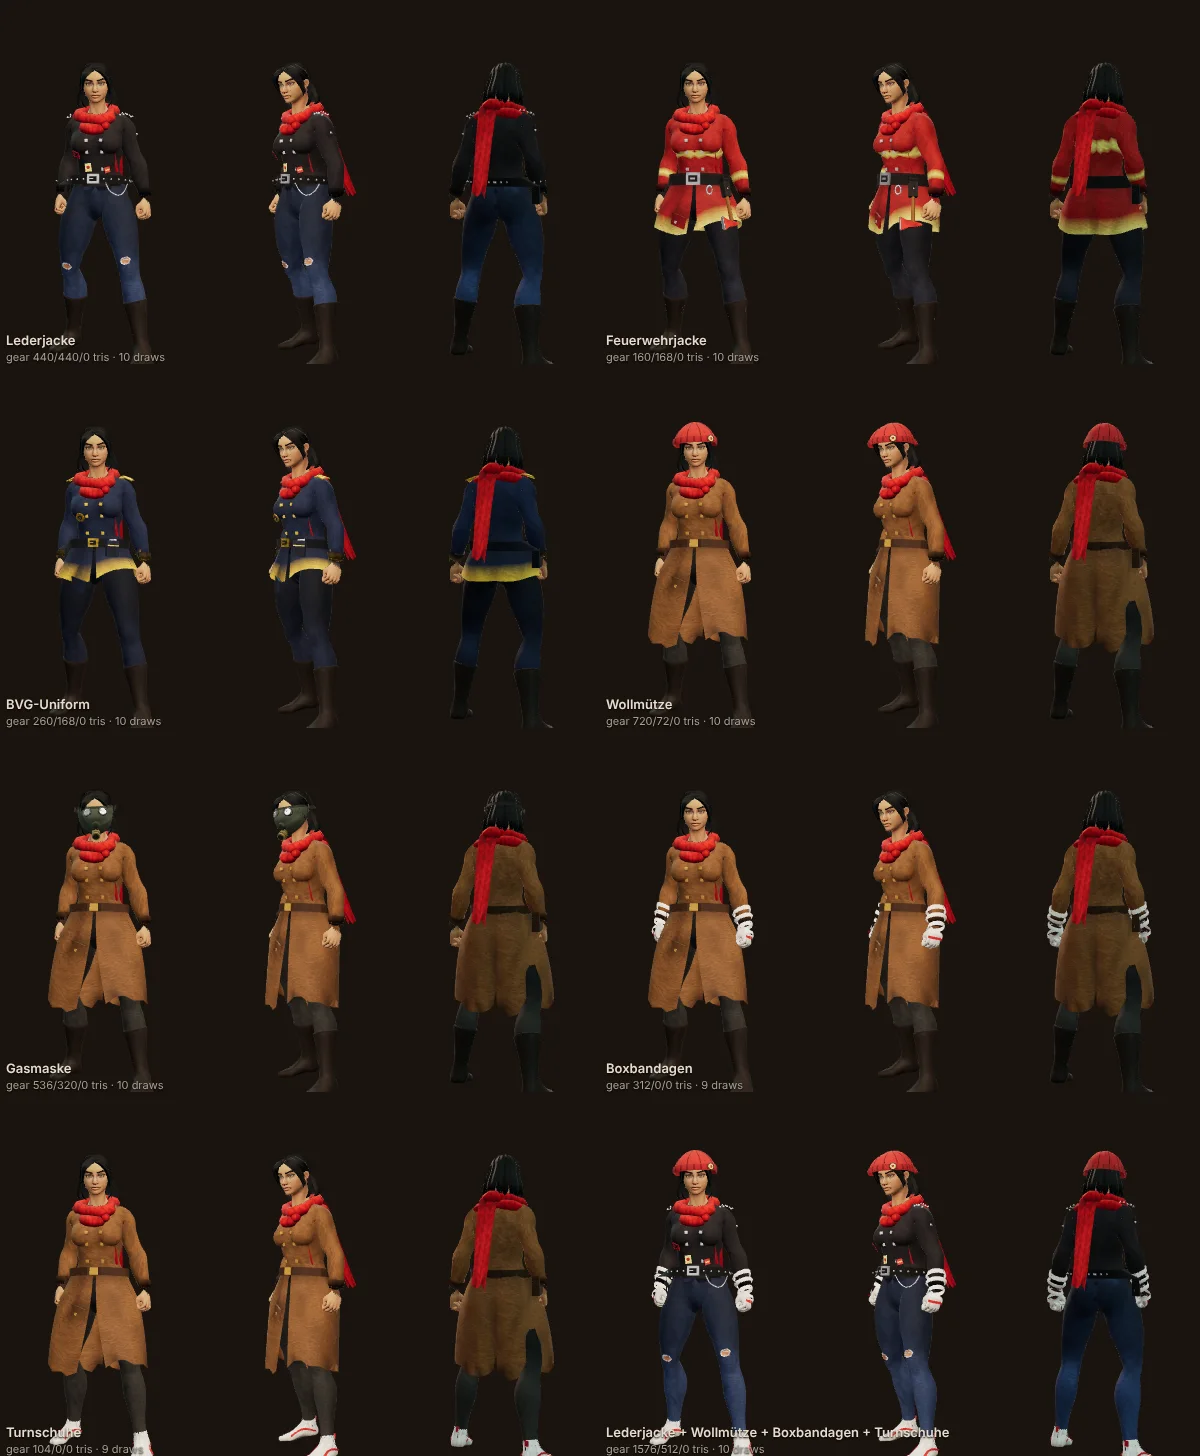 Lederjacke
gear 440/440/0 tris · 10 draws
Feuerwehrjacke
gear 160/168/0 tris · 10 draws
BVG-Uniform
gear 260/168/0 tris · 10 draws
Wollmütze
gear 720/72/0 tris · 10 draws
Gasmaske
gear 536/320/0 tris · 10 draws
Boxbandagen
gear 312/0/0 tris · 9 draws
Turnschuhe
gear 104/0/0 tris · 9 draws
Lederjacke + Wollmütze + Boxbandagen + Turnschuhe
gear 1576/512/0 tris · 10 draws